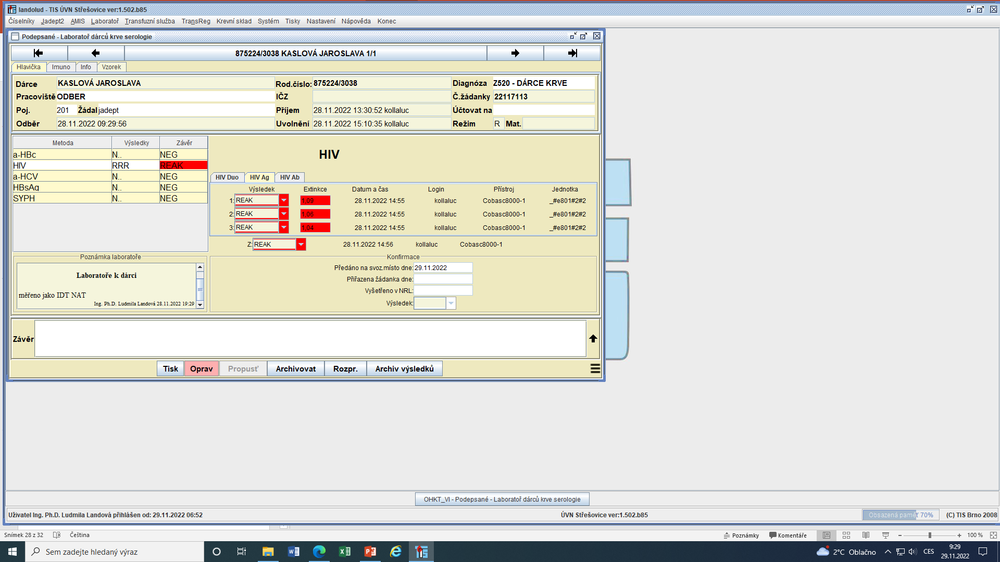 landolud - TIS ÚVN Střešovice ver:1.502.b85
Číselníky Jadept2 AMIS Laboratoř Transfuzní služba TransReg Krevní sklad Systém Tisky Nastavení Nápověda Konec
Podepsané - Laboratoř dárců krve serologie
875224/3038 KASLOVÁ JAROSLAVA 1/1
Hlavička Imuno Info Vzorek
Dárce KASLOVÁ JAROSLAVA Rod.číslo: 875224/3038 Diagnóza Z520 - DÁRCE KRVE
Pracoviště ODBER IČZ Č.žádanky 22117113
Poj. 201 Žádal jadept Příjem 28.11.2022 13:30:52 kollaluc Účtovat na
Odběr 28.11.2022 09:29:56 Uvolnění 28.11.2022 15:10:35 kollaluc Režim R Mat.
Metoda Výsledky Závěr
a-HBc N.. NEG
HIV RRR REAK
a-HCV N.. NEG
HBsAg N.. NEG
SYPH N.. NEG
HIV
HIV Duo HIV Ag HIV Ab
Výsledek Extinkce Datum a čas Login Přístroj Jednotka
1: REAK 1,09 28.11.2022 14:55 kollaluc Cobasc8000-1 _#e801#2#2
2: REAK 1,06 28.11.2022 14:55 kollaluc Cobasc8000-1 _#e801#2#2
3: REAK 1,04 28.11.2022 14:55 kollaluc Cobasc8000-1 _#e801#2#2
Z: REAK 28.11.2022 14:56 kollaluc Cobasc8000-1
Poznámka laboratoře
Laboratoře k dárci
měřeno jako IDT NAT
Ing. Ph.D. Ludmila Landová 28.11.2022 19:29
Konfirmace
Předáno na svoz.místo dne: 29.11.2022
Přiřazena žádanka dne:
Vyšetřeno v NRL:
Výsledek:
Závěr
Tisk Oprav Propusť Archivovat Rozpr. Archiv výsledků
OHKT_VI - Podepsané - Laboratoř dárců krve serologie
Uživatel Ing. Ph.D. Ludmila Landová přihlášen od: 29.11.2022 06:52 ÚVN Střešovice ver:1.502.b85 Obsazená paměť 70% (C) TIS Brno 2008
Snímek 28 z 32 Čeština Poznámky Komentáře 100 %
Sem zadejte hledaný výraz 2°C Oblačno CES 9:29
29.11.2022